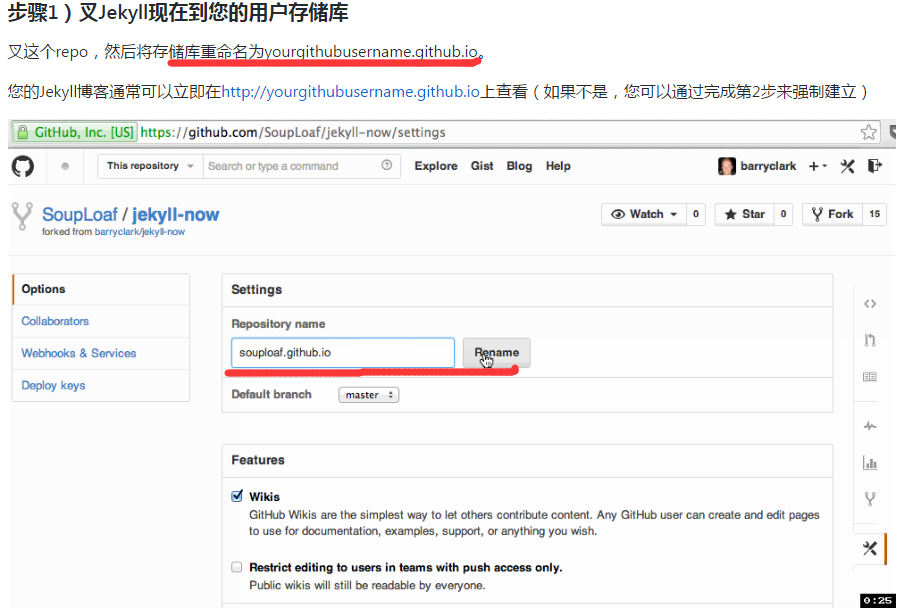 步骤1）叉Jekyll现在到您的用户存储库
叉这个repo，然后将存储库重命名为yourgithubusername.github.io。
您的Jekyll博客通常可以立即在http://yourgithubusername.github.io上查看（如果不是，您可以通过完成第2步来强制建立）
GitHub, Inc. [US] https://github.com/SoupLoaf/jekyll-now/settings
This repository Search or type a command Explore Gist Blog Help barryclark
SoupLoaf / jekyll-now Watch 0 Star 0 Fork 15
forked from barryclark/jekyll-now
Options
Collaborators
Webhooks & Services
Deploy keys
Settings
Repository name
souploaf.github.io Rename
Default branch master
Features
Wikis
GitHub Wikis are the simplest way to let others contribute content. Any GitHub user can create and edit pages
to use for documentation, examples, support, or anything you wish.
Restrict editing to users in teams with push access only.
Public wikis will still be readable by everyone.
0:25